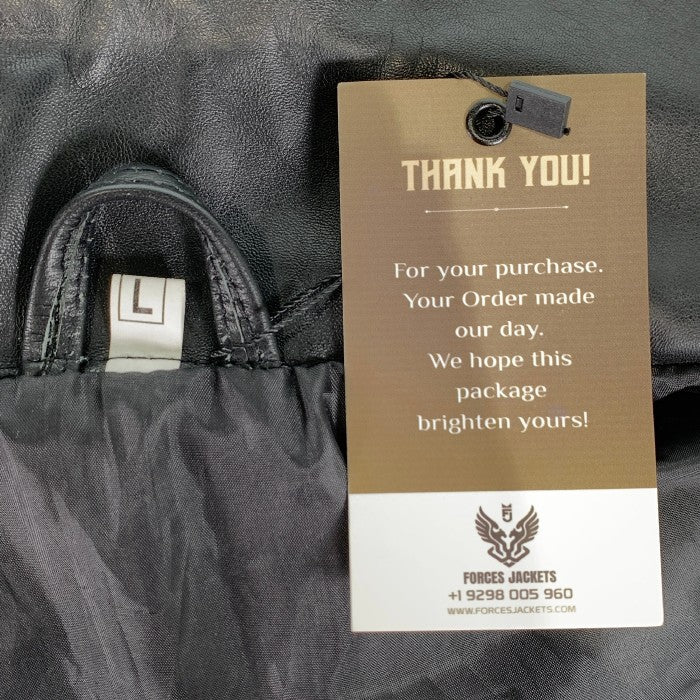 L
THANK YOU!
For your purchase.
Your Order made
our day.
We hope this
package
brighten yours!
FORCES JACKETS
+1 9298 005 960
WWW.FORCESJACKETS.COM